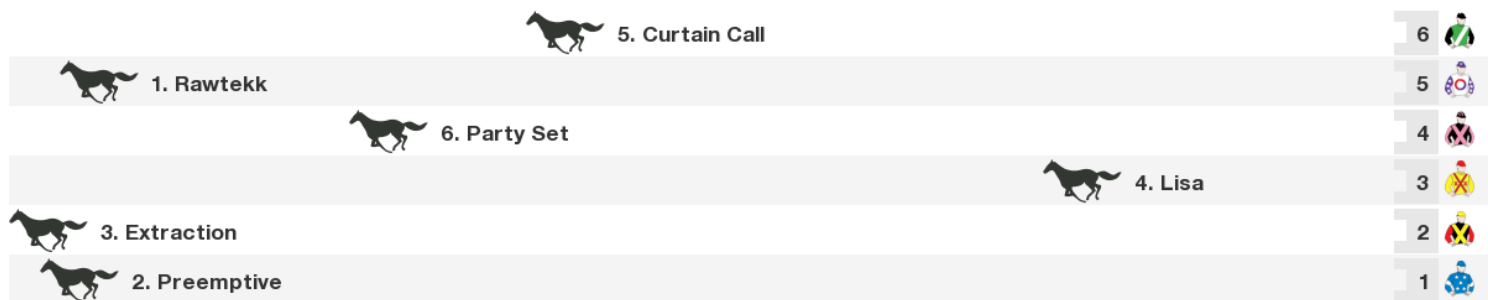 5. Curtain Call 6
1. Rawtekk 5
6. Party Set 4
4. Lisa 3
3. Extraction 2
2. Preemptive 1